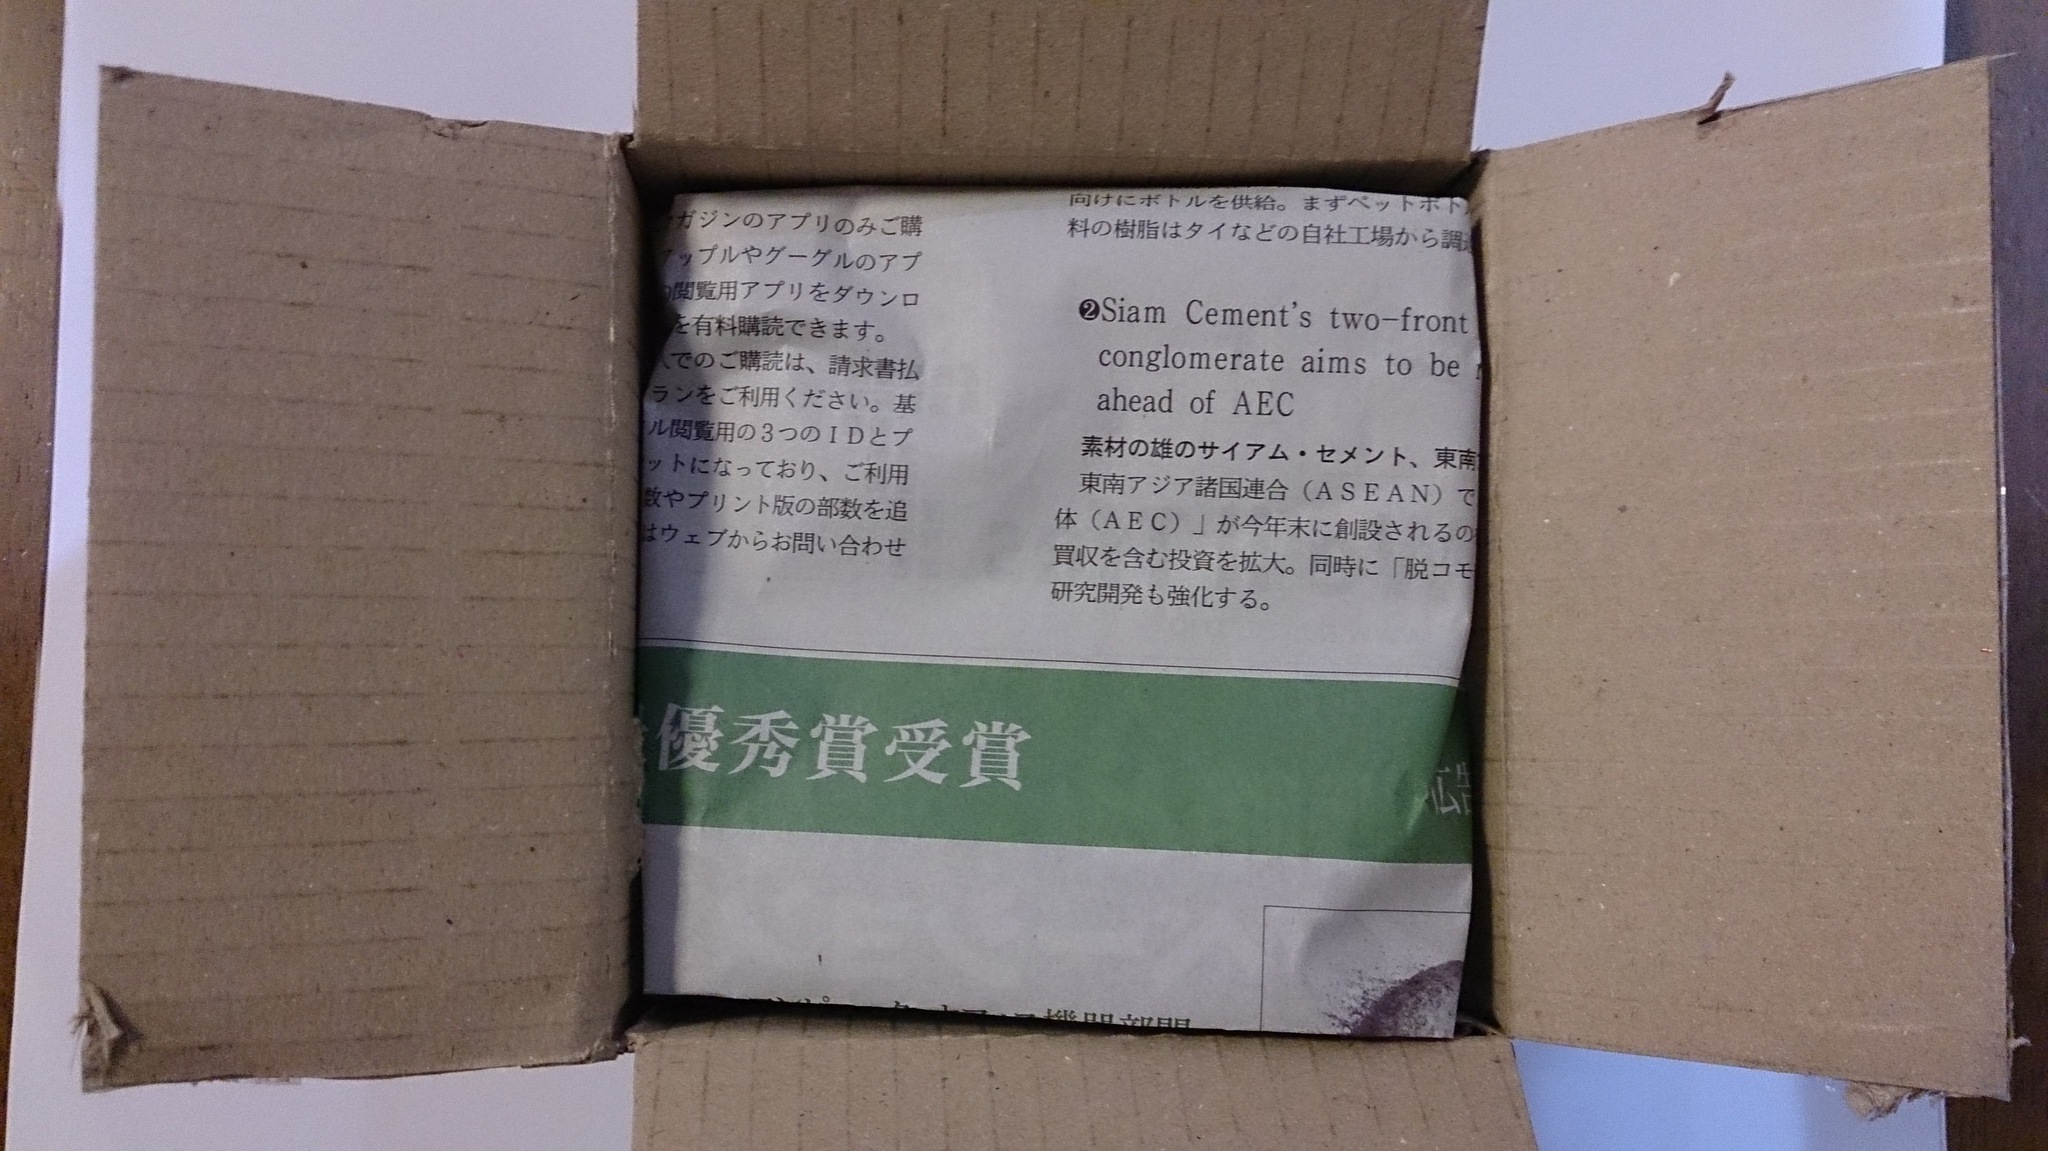 ガジンのアプリのみご購
アップルやグーグルのアプ
閲覧用アプリをダウンロ
を有料購読できます。
でのご購読は、請求書払
ランをご利用ください。基
ル閲覧用の3つのIDとプ
ットになっており、ご利用
数やプリント版の部数を追
はウェブからお問い合わせ
向けにボトルを供給。まずペットボト
料の樹脂はタイなどの自社工場から調
❷Siam Cement's two-front
conglomerate aims to be
ahead of AEC
素材の雄のサイアム・セメント、東南
東南アジア諸国連合(ASEAN)で
体(AEC)」が今年末に創設されるの
買収を含む投資を拡大。同時に「脱コモ
研究開発も強化する。
優秀賞受賞
広告